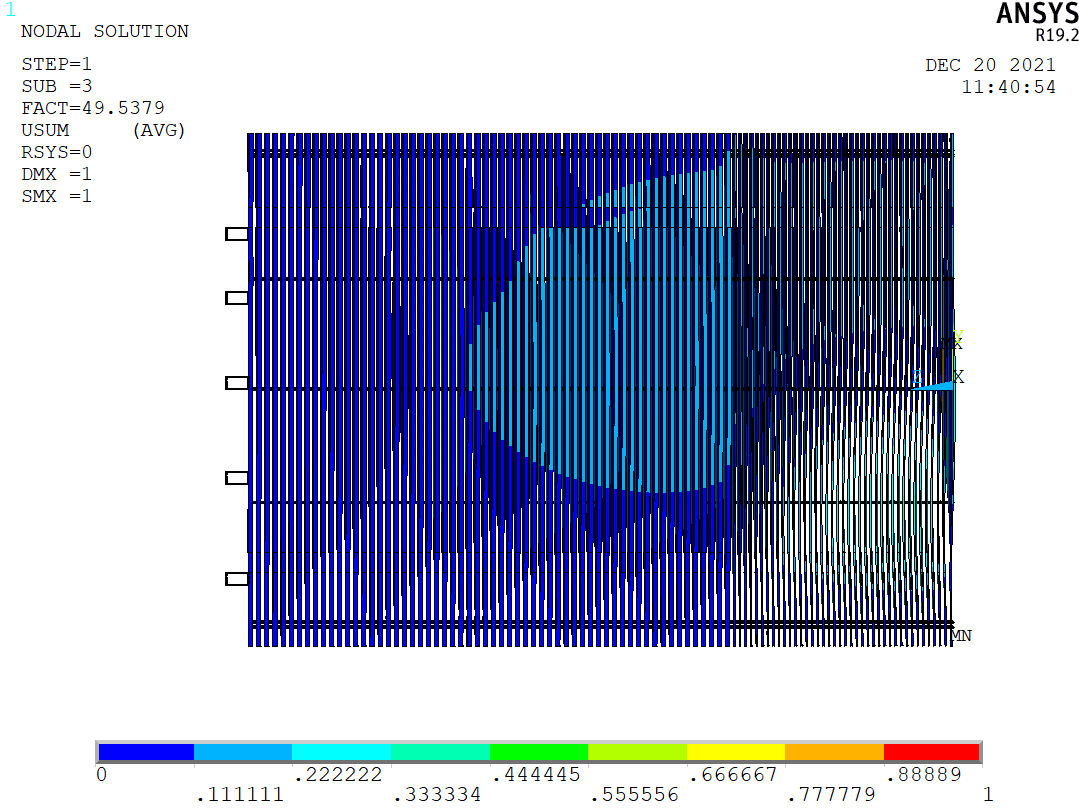 1
ANSYS
R19.2
NODAL SOLUTION
STEP=1
SUB =3
FACT=49.5379
USUM (AVG)
RSYS=0
DMX =1
SMX =1
DEC 20 2021
11:40:54
Y
X
Z X
MN
0 .222222 .444445 .666667 .88889
.111111 .333334 .555556 .777779 1